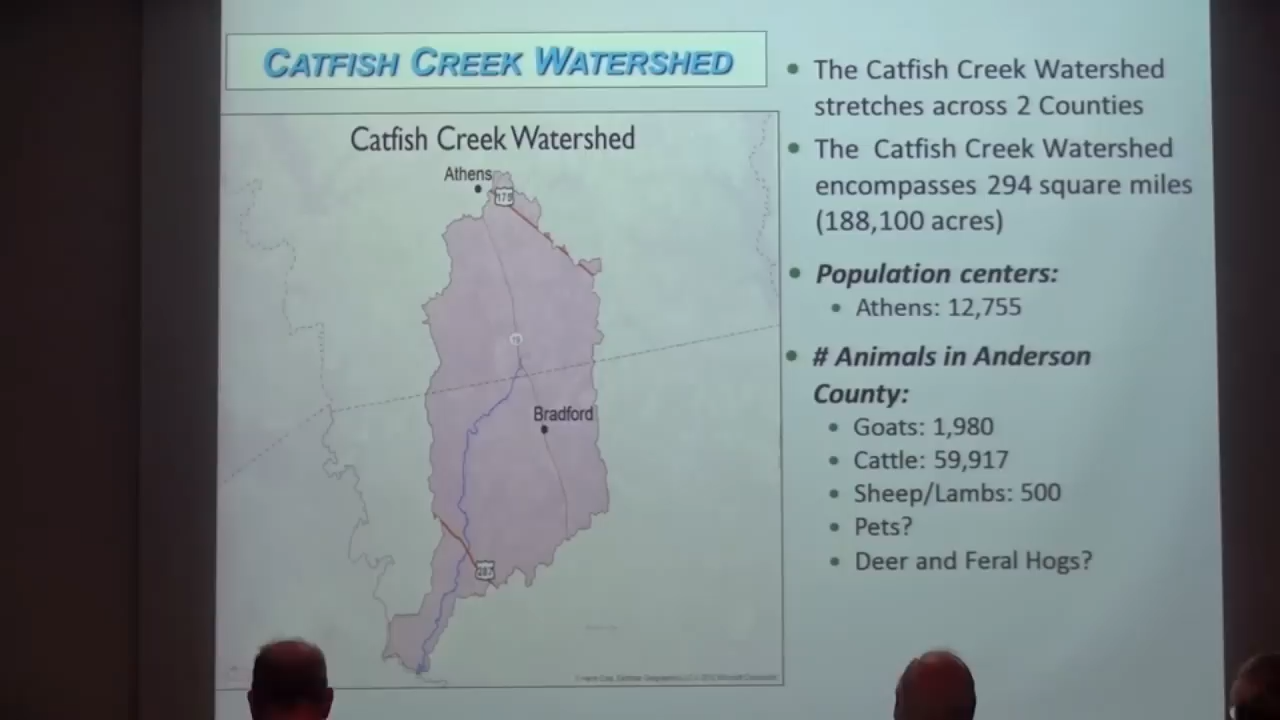 CATFISH CREEK WATERSHED
Catfish Creek Watershed
Athens
175
19
Bradford
287
• The Catfish Creek Watershed
stretches across 2 Counties
• The Catfish Creek Watershed
encompasses 294 square miles
(188,100 acres)
• Population centers:
• Athens: 12,755
• # Animals in Anderson
County:
• Goats: 1,980
• Cattle: 59,917
• Sheep/Lambs: 500
• Pets?
• Deer and Feral Hogs?